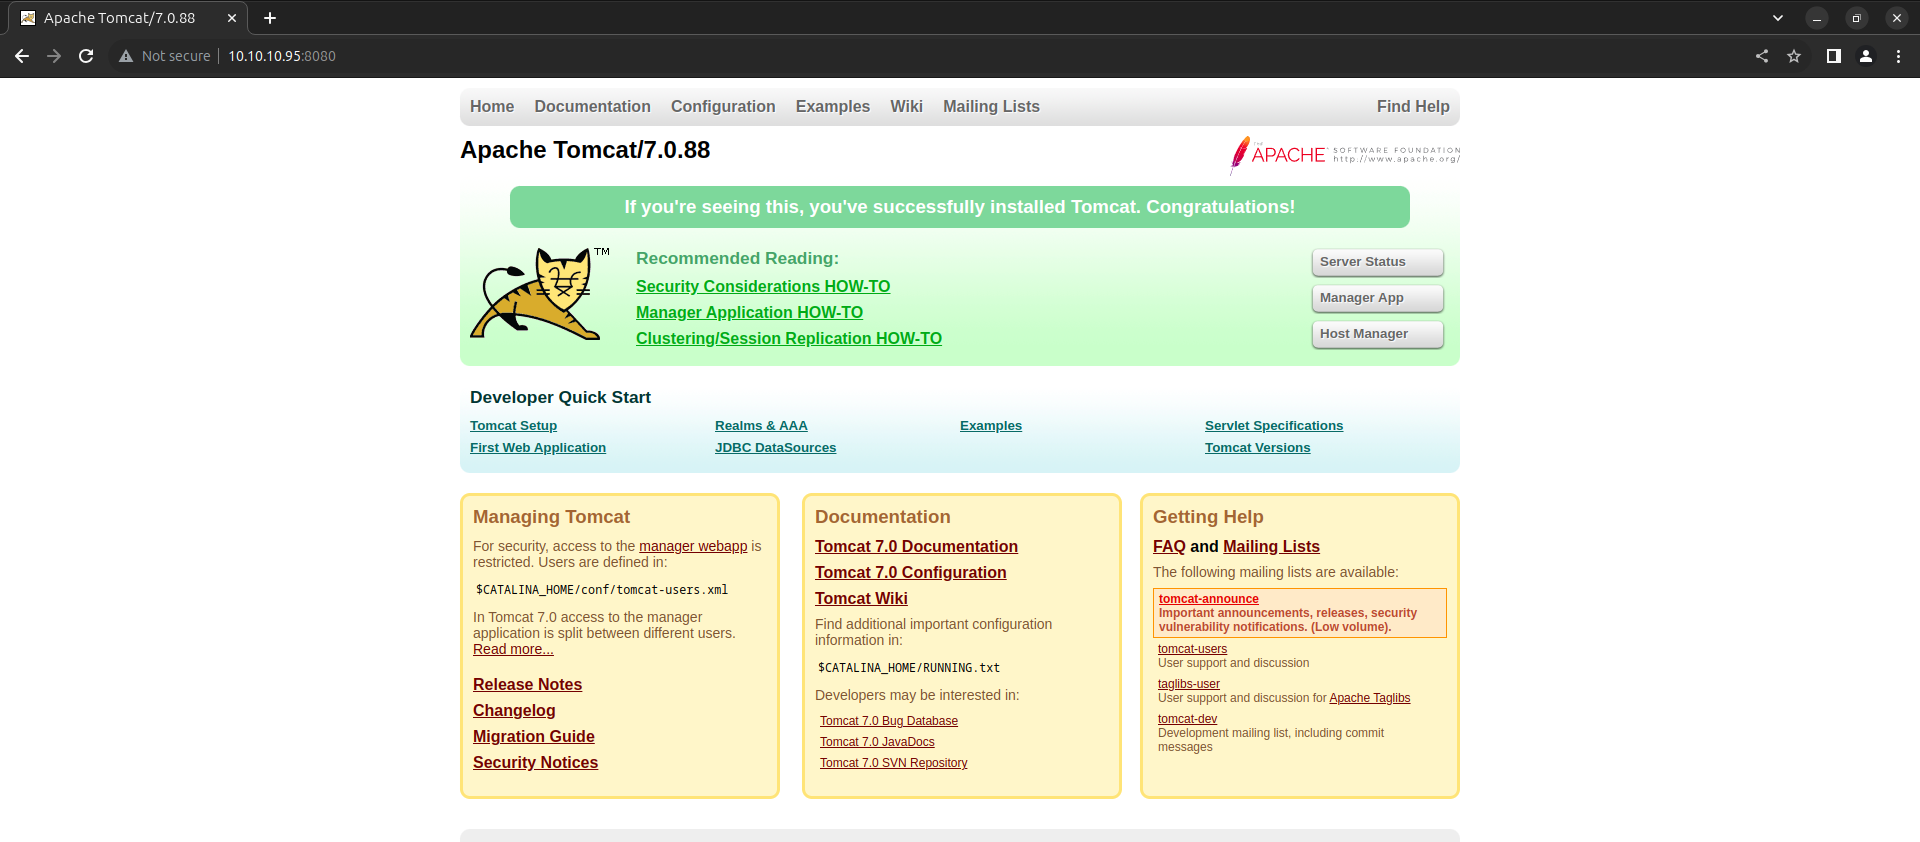 Apache Tomcat/7.0.88
Not secure 10.10.10.95:8080
Home Documentation Configuration Examples Wiki Mailing Lists Find Help
Apache Tomcat/7.0.88
THE APACHE SOFTWARE FOUNDATION
http://www.apache.org/
If you're seeing this, you've successfully installed Tomcat. Congratulations!
TM
Recommended Reading:
Security Considerations HOW-TO
Manager Application HOW-TO
Clustering/Session Replication HOW-TO
Server Status
Manager App
Host Manager
Developer Quick Start
Tomcat Setup
First Web Application
Realms & AAA
JDBC DataSources
Examples
Servlet Specifications
Tomcat Versions
Managing Tomcat
For security, access to the manager webapp is
restricted. Users are defined in:
$CATALINA_HOME/conf/tomcat-users.xml
In Tomcat 7.0 access to the manager
application is split between different users.
Read more...
Release Notes
Changelog
Migration Guide
Security Notices
Documentation
Tomcat 7.0 Documentation
Tomcat 7.0 Configuration
Tomcat Wiki
Find additional important configuration
information in:
$CATALINA_HOME/RUNNING.txt
Developers may be interested in:
Tomcat 7.0 Bug Database
Tomcat 7.0 JavaDocs
Tomcat 7.0 SVN Repository
Getting Help
FAQ and Mailing Lists
The following mailing lists are available:
tomcat-announce
Important announcements, releases, security
vulnerability notifications. (Low volume).
tomcat-users
User support and discussion
taglibs-user
User support and discussion for Apache Taglibs
tomcat-dev
Development mailing list, including commit
messages